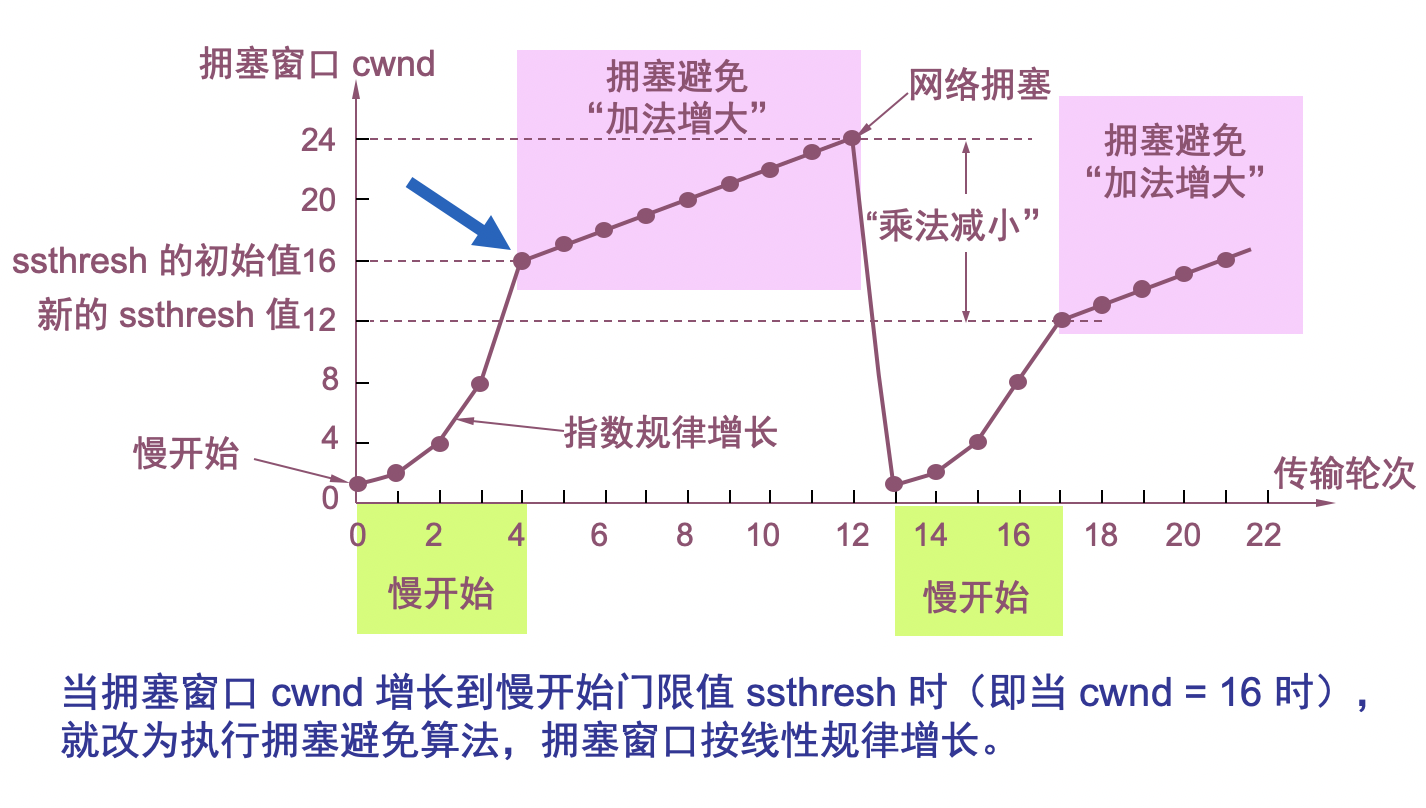 拥塞窗口 cwnd
拥塞避免
“加法增大”
网络拥塞
24
拥塞避免
“加法增大”
20
“乘法减小”
ssthresh 的初始值16
新的 ssthresh 值12
8
指数规律增长
4
慢开始
传输轮次
0
0 2 4 6 8 10 12 14 16 18 20 22
慢开始
慢开始
当拥塞窗口 cwnd 增长到慢开始门限值 ssthresh 时（即当 cwnd = 16 时），
就改为执行拥塞避免算法，拥塞窗口按线性规律增长。